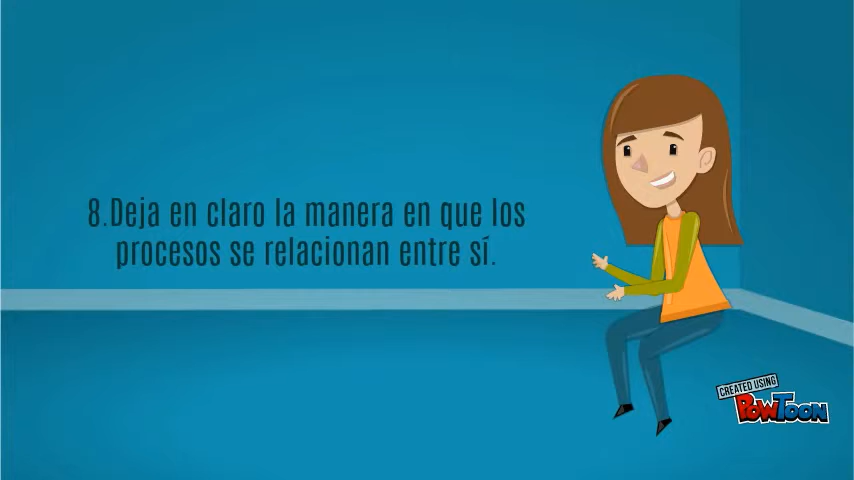 8.Deja en claro la manera en que los
procesos se relacionan entre sí.
CREATED USING
POWTOON